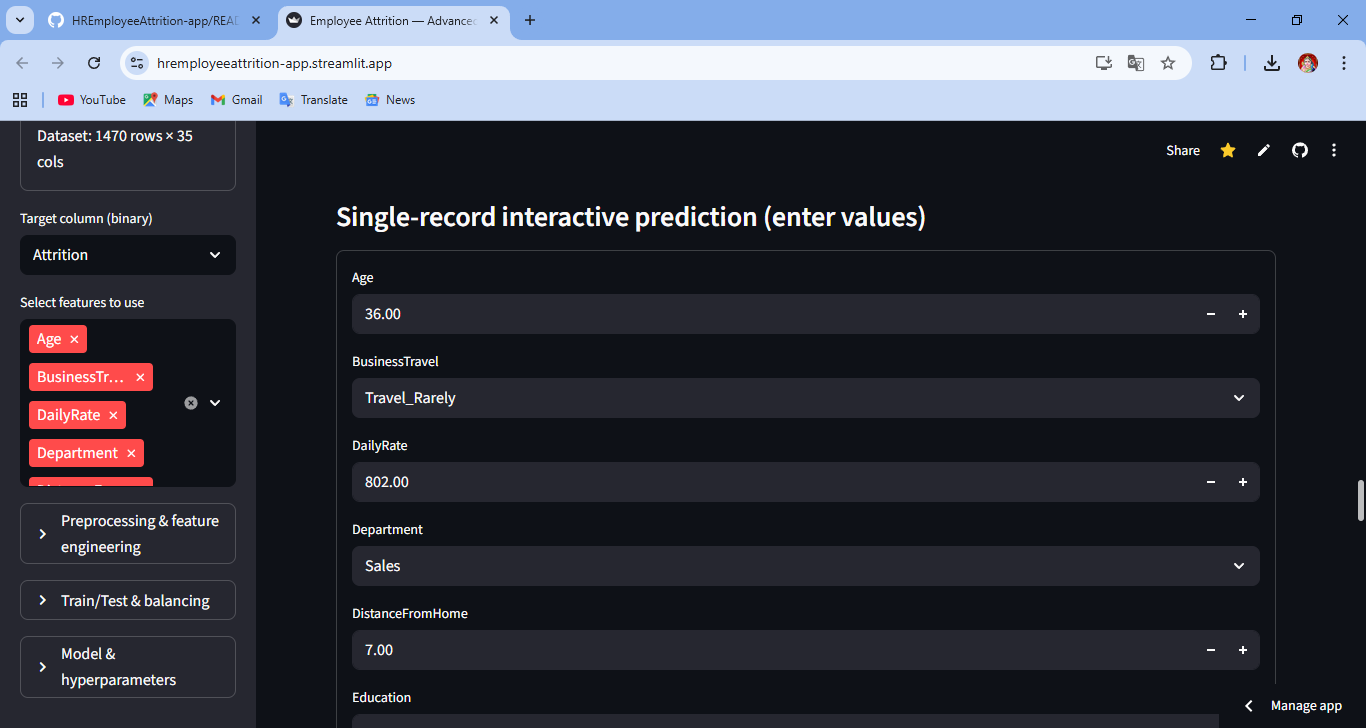 HREmployeeAttrition-app/READ
Employee Attrition — Advanced
hremployeeattrition-app.streamlit.app
YouTube
Maps
Gmail
Translate
News
Dataset: 1470 rows × 35
cols
Target column (binary)
Attrition
Select features to use
Age
BusinessTr...
DailyRate
Department
Preprocessing & feature
engineering
Train/Test & balancing
Model &
hyperparameters
Share
Single-record interactive prediction (enter values)
Age
36.00
BusinessTravel
Travel_Rarely
DailyRate
802.00
Department
Sales
DistanceFromHome
7.00
Education
Manage app